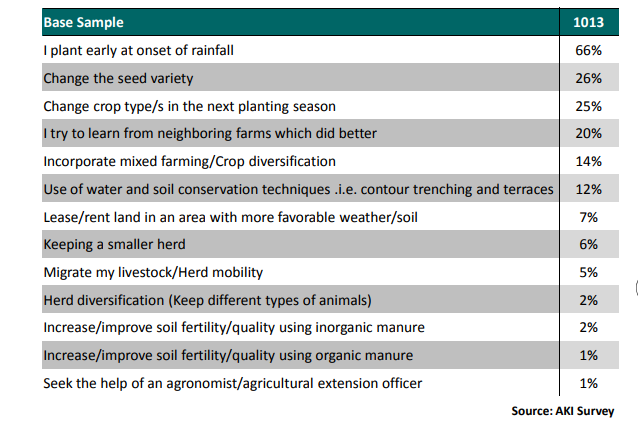 Base Sample 1013
I plant early at onset of rainfall 66%
Change the seed variety 26%
Change crop type/s in the next planting season 25%
I try to learn from neighboring farms which did better 20%
Incorporate mixed farming/Crop diversification 14%
Use of water and soil conservation techniques .i.e. contour trenching and terraces 12%
Lease/rent land in an area with more favorable weather/soil 7%
Keeping a smaller herd 6%
Migrate my livestock/Herd mobility 5%
Herd diversification (Keep different types of animals) 2%
Increase/improve soil fertility/quality using inorganic manure 2%
Increase/improve soil fertility/quality using organic manure 1%
Seek the help of an agronomist/agricultural extension officer 1%
Source: AKI Survey